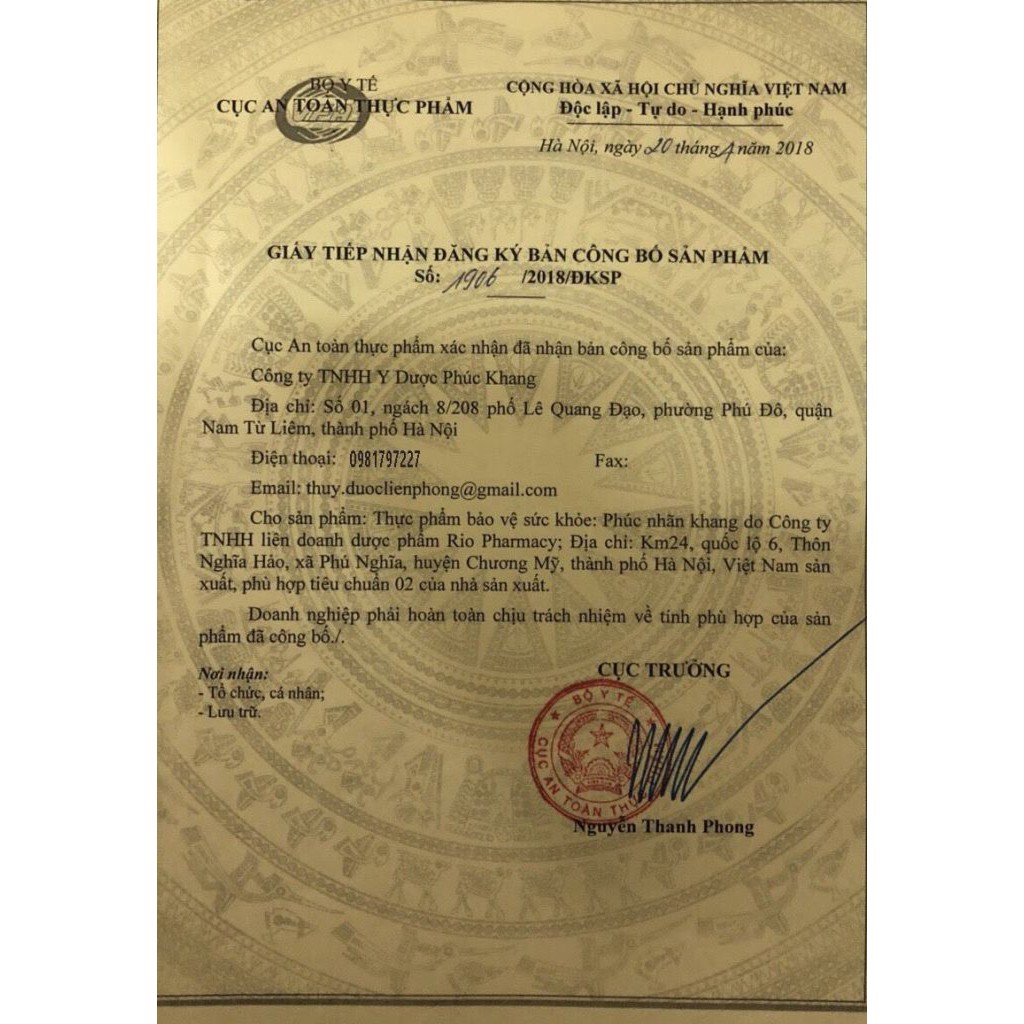 BỘ Y TẾ
CỤC AN TOÀN THỰC PHẨM
CỘNG HÒA XÃ HỘI CHỦ NGHĨA VIỆT NAM
Độc lập - Tự do - Hạnh phúc
Hà Nội, ngày 20 tháng 4 năm 2018
GIẤY TIẾP NHẬN ĐĂNG KÝ BẢN CÔNG BỐ SẢN PHẨM
Số: 1906 /2018/ĐKSP
Cục An toàn thực phẩm xác nhận đã nhận bản công bố sản phẩm của:
Công ty TNHH Y Dược Phúc Khang
Địa chỉ: Số 01, ngách 8/208 phố Lê Quang Đạo, phường Phú Đô, quận
Nam Từ Liêm, thành phố Hà Nội
Điện thoại: 0981797227 Fax:
Email: thuy.duoclienphong@gmail.com
Cho sản phẩm: Thực phẩm bảo vệ sức khỏe: Phúc nhãn khang do Công ty
TNHH liên doanh dược phẩm Rio Pharmacy; Địa chỉ: Km24, quốc lộ 6, Thôn
Nghĩa Hảo, xã Phú Nghĩa, huyện Chương Mỹ, thành phố Hà Nội, Việt Nam sản
xuất, phù hợp tiêu chuẩn 02 của nhà sản xuất.
Doanh nghiệp phải hoàn toàn chịu trách nhiệm về tính phù hợp của sản
phẩm đã công bố./.
Nơi nhận:
- Tổ chức, cá nhân;
- Lưu trữ.
CỤC TRƯỞNG
BỘ Y TẾ
CỤC AN TOÀN
Nguyễn Thanh Phong